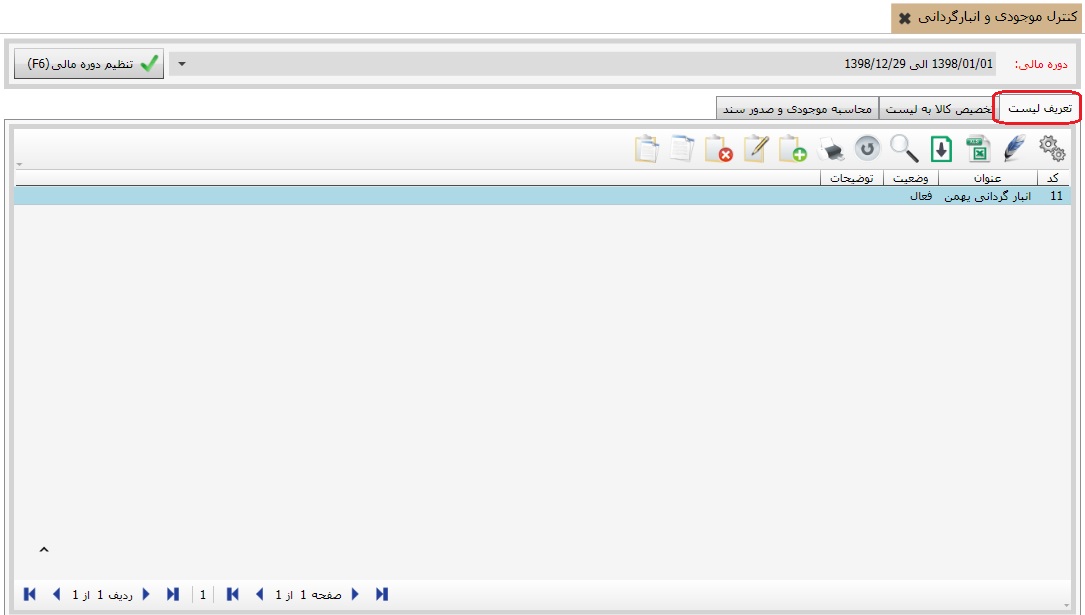 کنترل موجودی و انبارگردانی
دوره مالی: 1398/01/01 الی 1398/12/29 تنظیم دوره مالی (F6)
تعریف لیست تخصیص کالا به لیست محاسبه موجودی و صدور سند
کد عنوان وضعیت توضیحات
11 انبار گردانی بهمن فعال
ردیف 1 از 1 1 صفحه 1 از 1